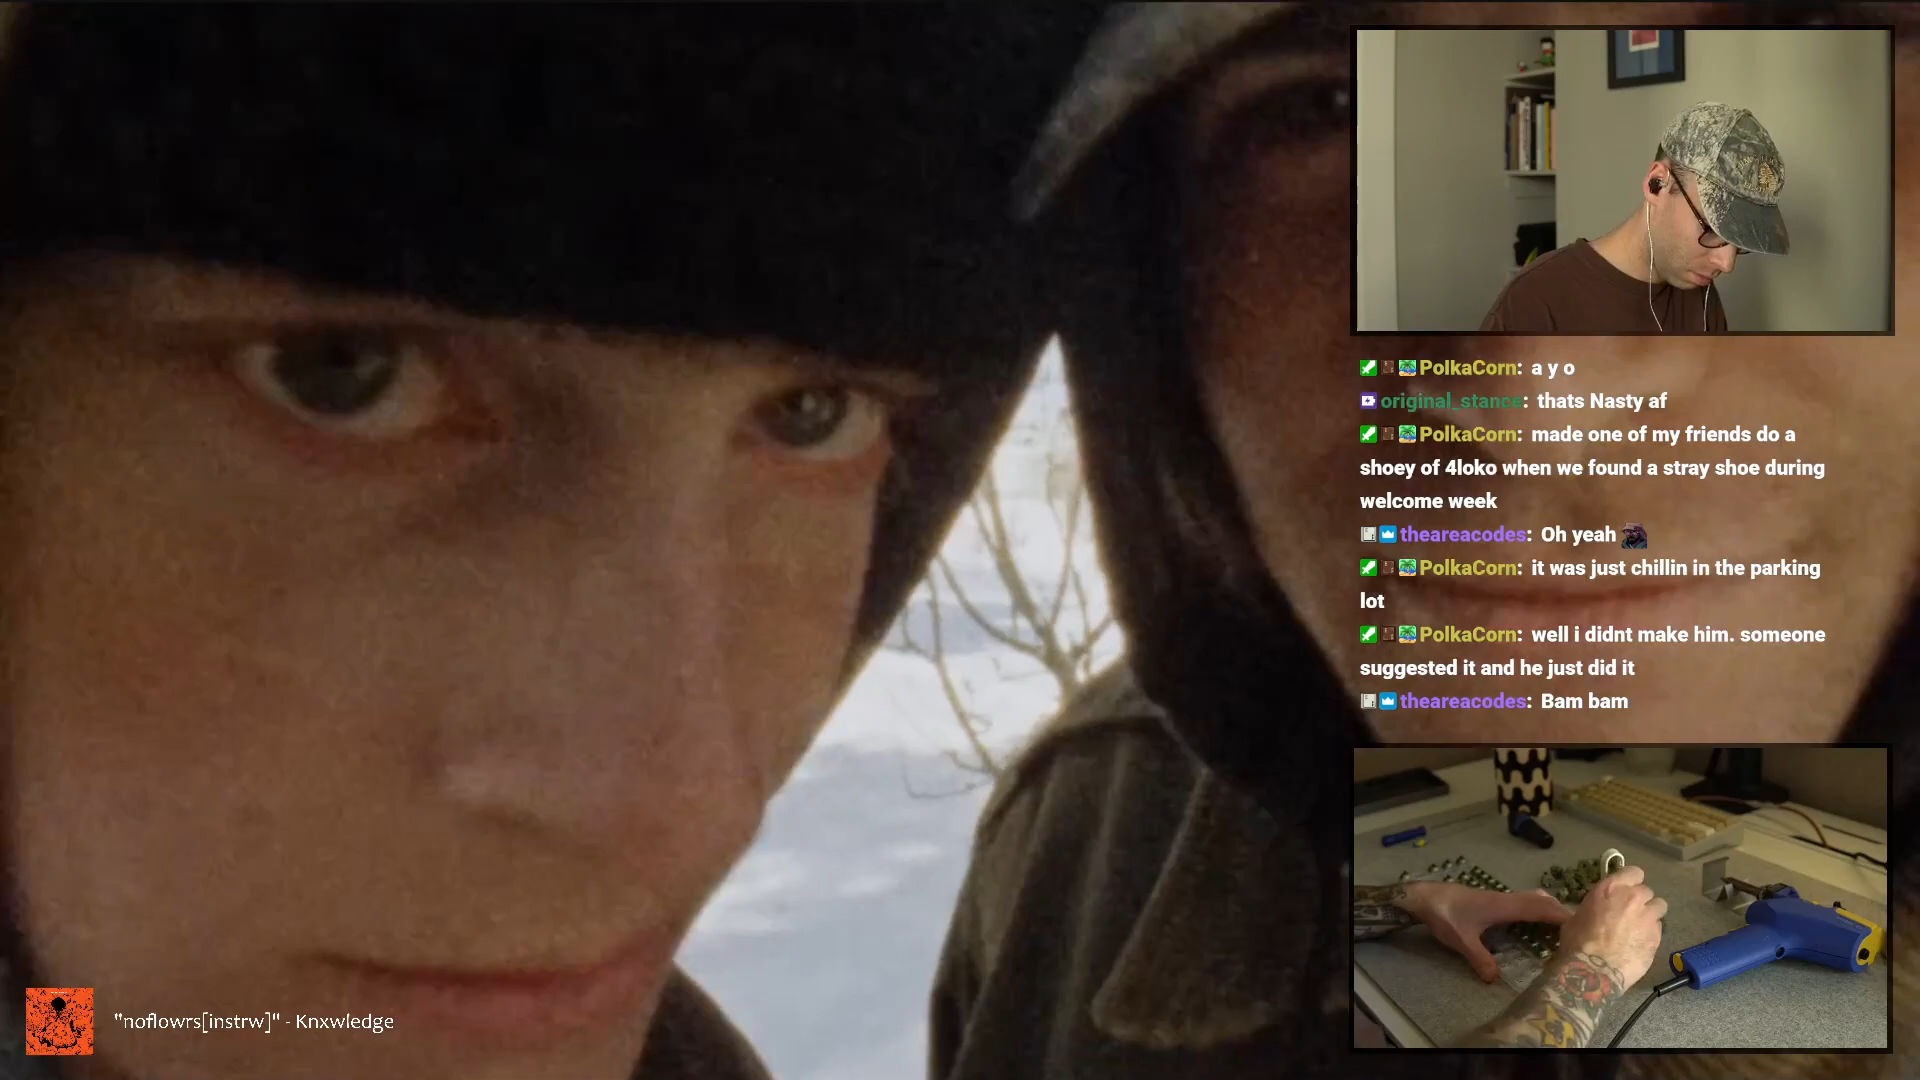 PolkaCorn: a y o
original_stance: thats Nasty af
PolkaCorn: made one of my friends do a
shoey of 4loko when we found a stray shoe during
welcome week
theareacodes: Oh yeah
PolkaCorn: it was just chillin in the parking
lot
PolkaCorn: well i didnt make him. someone
suggested it and he just did it
theareacodes: Bam bam
"noflowrs[instrw]" - Knxwledge